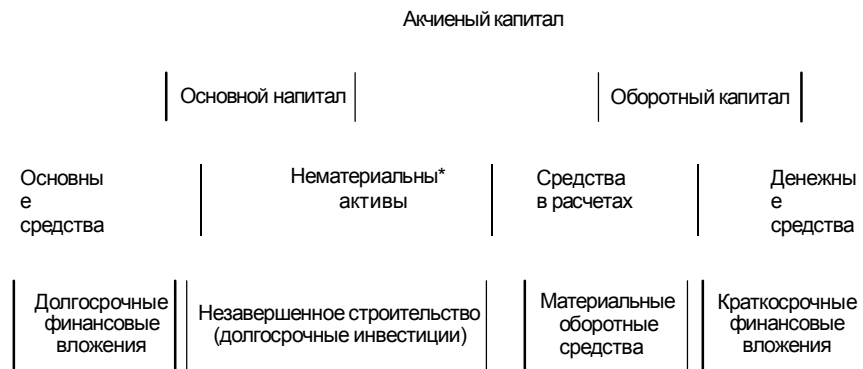 Акчиеный капитал
Основной напитал
Оборотный капитал
Основны
е
средства
Нематериальны*
активы
Средства
в расчетах
Денежны
е
средства
Долгосрочные
финансовые
вложения
Незавершенное строительство
(долгосрочные инвестиции)
Материальные
оборотные
средства
Краткосрочные
финансовые
вложения